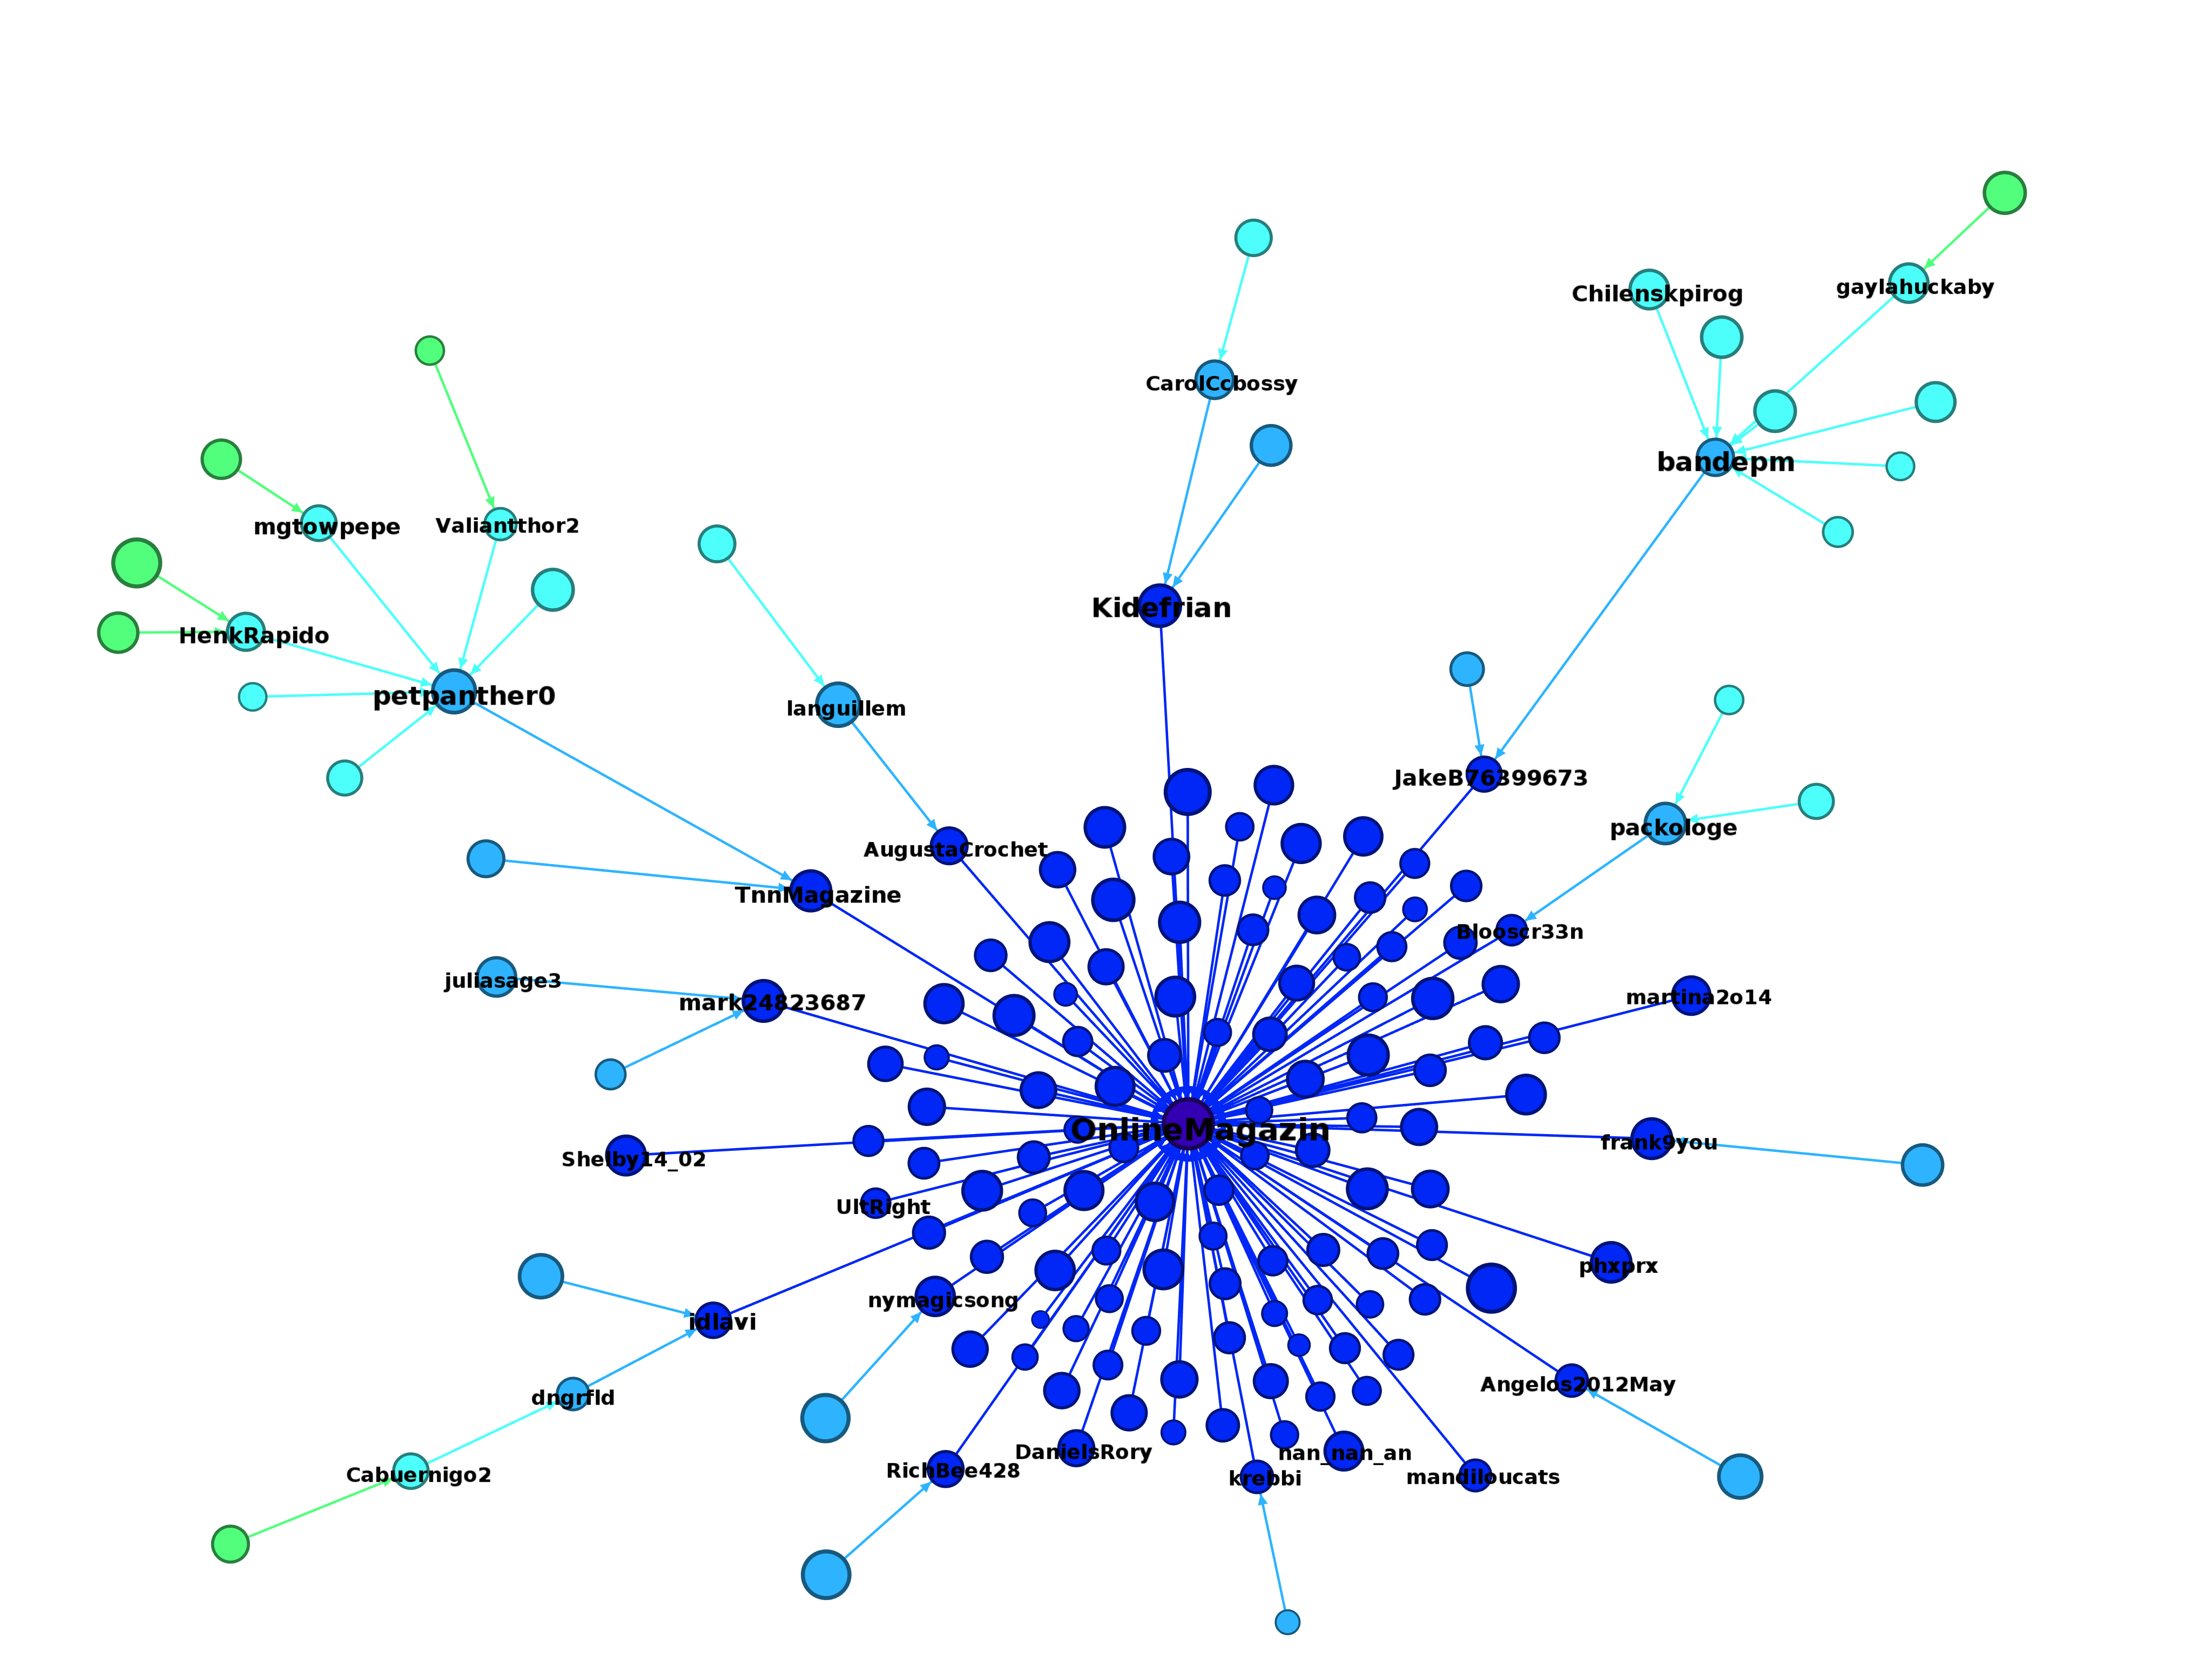 gaylahuckaby
Chilenskpirog
CarolCcbossy
bandepm
mgtowpepe
Valiantthor2
Kidefrian
HenkRapido
petpanther0
languillem
JakeB76399673
packologe
AugustaCrochet
TnnMagazine
Blooscr33n
juliasage3
mark24823687
martina2o14
OnlineMagazin
frank9you
Shelby14_02
UltRight
phxprx
nymagicsong
idlavi
Angelos2012May
dngrfld
DanielsRory
nan_nan_an
RichBee428
Cabuernigo2
krebbi
mandiloucats